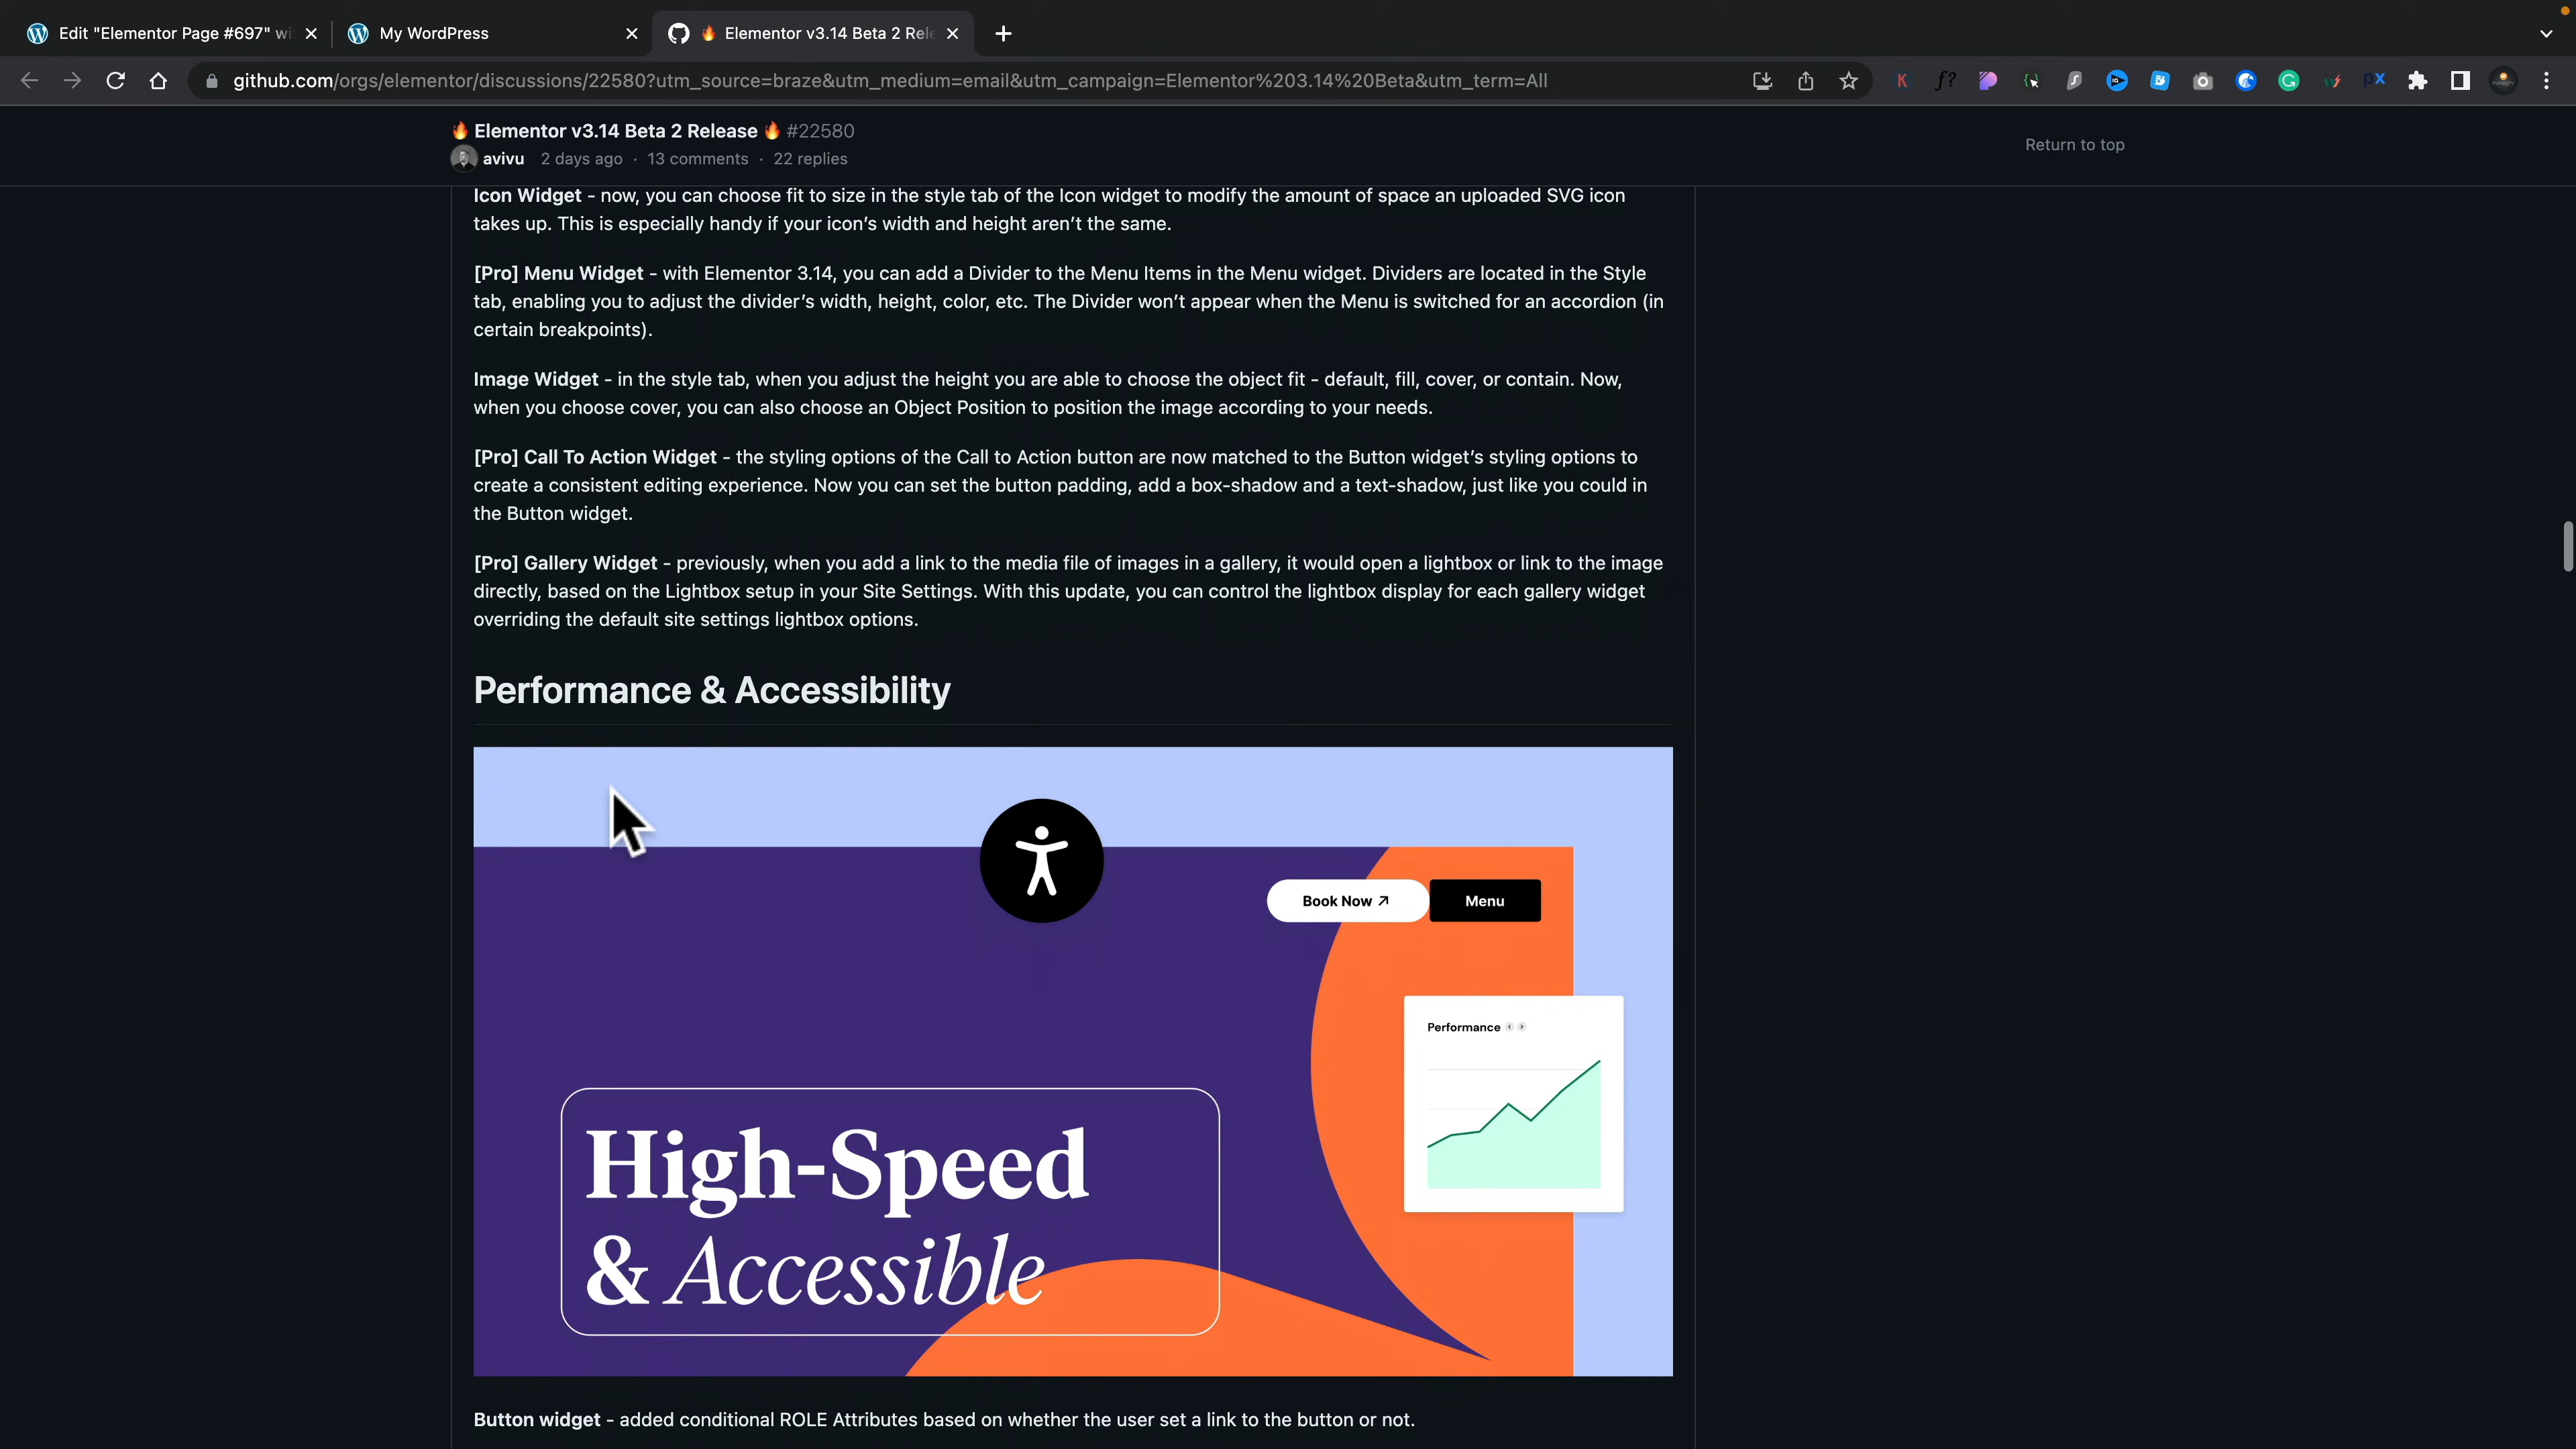 Edit "Elementor Page #697" wi
My WordPress
🔥 Elementor v3.14 Beta 2 Rele
github.com/orgs/elementor/discussions/22580?utm_source=braze&utm_medium=email&utm_campaign=Elementor%203.14%20Beta&utm_term=All
🔥 Elementor v3.14 Beta 2 Release 🔥 #22580
avivu 2 days ago · 13 comments · 22 replies
Return to top
Icon Widget - now, you can choose fit to size in the style tab of the Icon widget to modify the amount of space an uploaded SVG icon
takes up. This is especially handy if your icon's width and height aren't the same.
[Pro] Menu Widget - with Elementor 3.14, you can add a Divider to the Menu Items in the Menu widget. Dividers are located in the Style
tab, enabling you to adjust the divider's width, height, color, etc. The Divider won't appear when the Menu is switched for an accordion (in
certain breakpoints).
Image Widget - in the style tab, when you adjust the height you are able to choose the object fit - default, fill, cover, or contain. Now,
when you choose cover, you can also choose an Object Position to position the image according to your needs.
[Pro] Call To Action Widget - the styling options of the Call to Action button are now matched to the Button widget's styling options to
create a consistent editing experience. Now you can set the button padding, add a box-shadow and a text-shadow, just like you could in
the Button widget.
[Pro] Gallery Widget - previously, when you add a link to the media file of images in a gallery, it would open a lightbox or link to the image
directly, based on the Lightbox setup in your Site Settings. With this update, you can control the lightbox display for each gallery widget
overriding the default site settings lightbox options.
Performance & Accessibility
Book Now ↗
Menu
Performance
High-Speed
& Accessible
Button widget - added conditional ROLE Attributes based on whether the user set a link to the button or not.